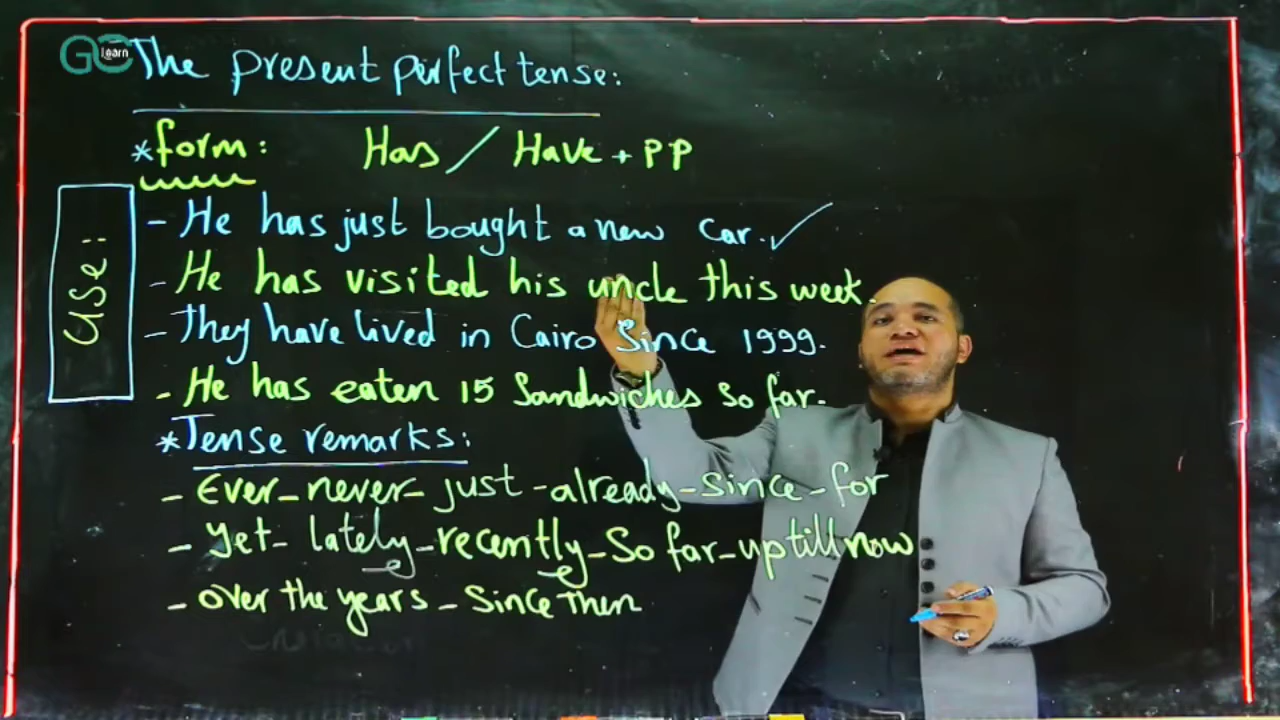 GC Learn
The present perfect tense:
*form: Has / Have + PP
Use:
- He has just bought a new car. ✓
- He has visited his uncle this week.
- They have lived in Cairo Since 1999.
- He has eaten 15 Sandwiches So far.
*Tense remarks:
- Ever - never - just - already - since - for
- Yet - lately - recently - So far - up till now
- over the years - Since Then